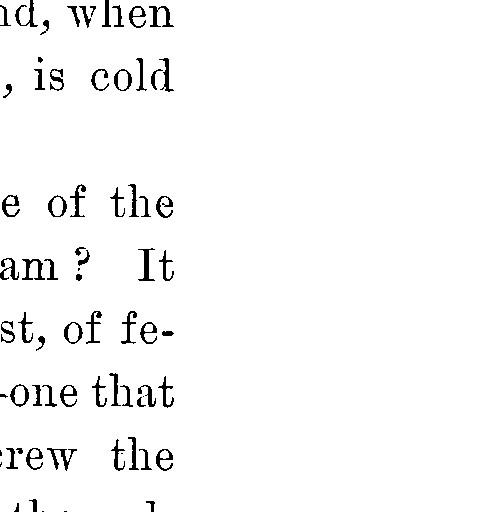 nd, when
, is cold
e of the
am ? It
st, of fe-
-one that
crew the